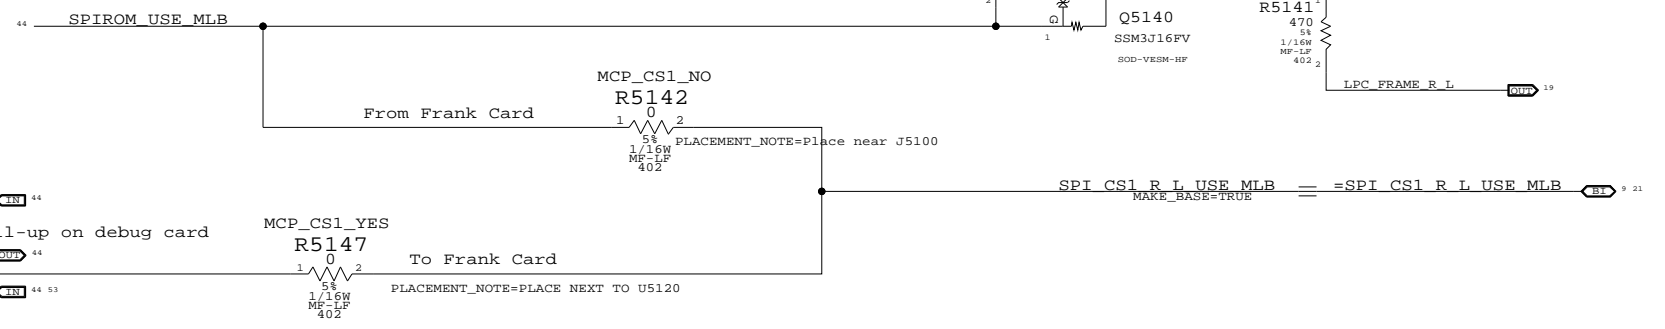 44 SPIROM_USE_MLB
2
G
1
Q5140
SSM3J16FV
SOD-VESM-HF
1
R5141
470
5%
1/16W
MF-LF
402
2
LPC_FRAME_R_L
OUT 19
MCP_CS1_NO
R5142
0
From Frank Card
1 2
5%
1/16W
MF-LF
402
PLACEMENT_NOTE=Place near J5100
SPI_CS1_R_L_USE_MLB
MAKE_BASE=TRUE
=SPI_CS1_R_L_USE_MLB
BI 9 21
IN 44
ll-up on debug card
OUT 44
IN 44 53
MCP_CS1_YES
R5147
0
1 2
To Frank Card
5%
1/16W
MF-LF
402
PLACEMENT_NOTE=PLACE NEXT TO U5120